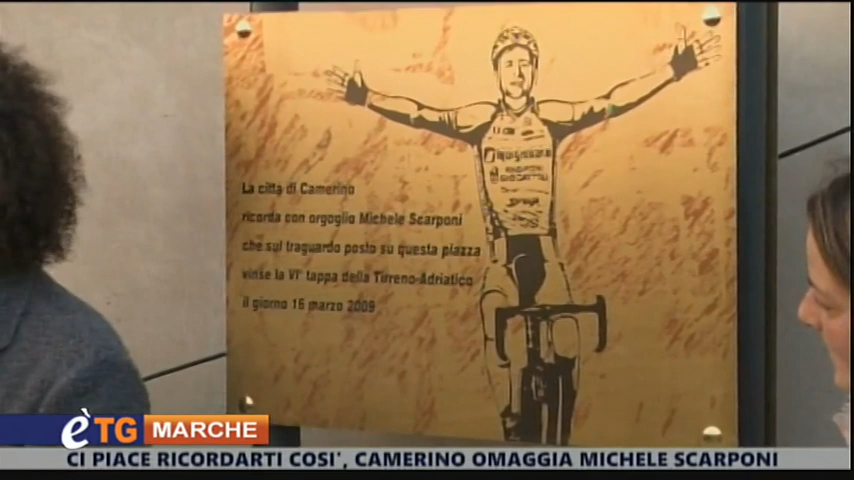 La città di Camerino
ricorda con orgoglio Michele Scarponi
che sul traguardo posto su questa piazza
vinse la VI° tappa della Tirreno-Adriatico
il giorno 16 marzo 2009
è TG MARCHE
CI PIACE RICORDARTI COSI', CAMERINO OMAGGIA MICHELE SCARPONI